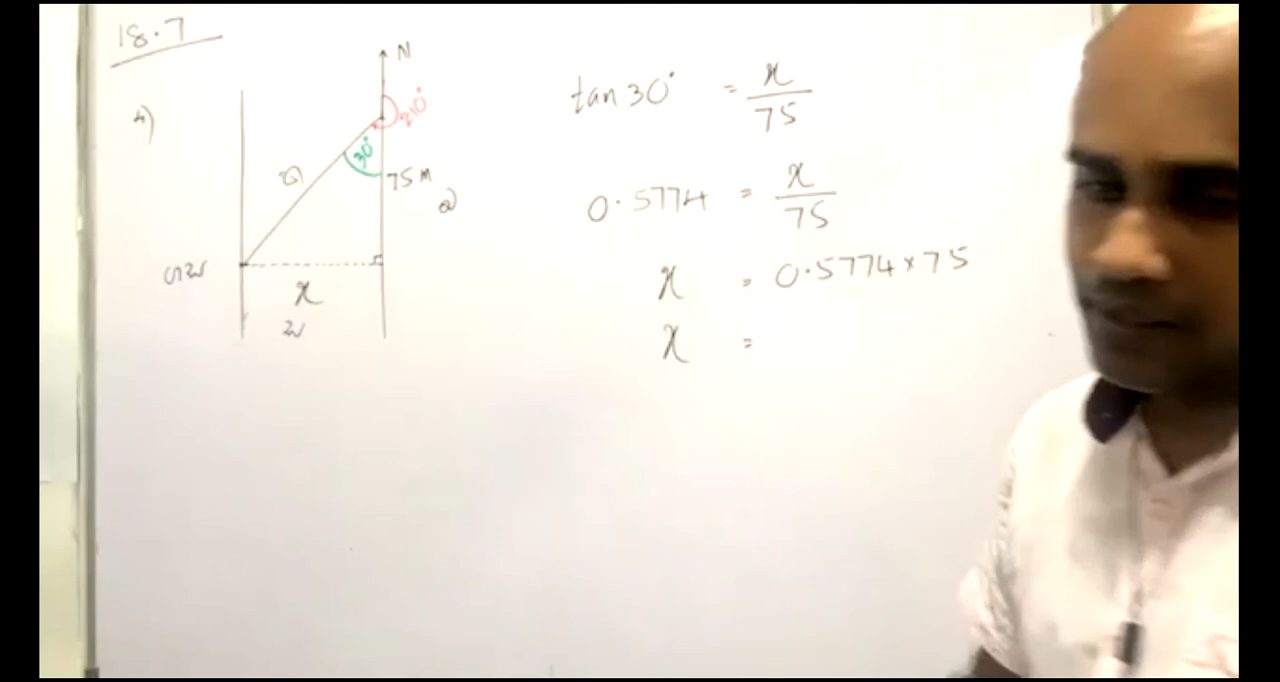 18.7
4)
N
210°
30°
75 m
x
tan 30° = x/75
0.5774 = x/75
x = 0.5774 × 75
x =